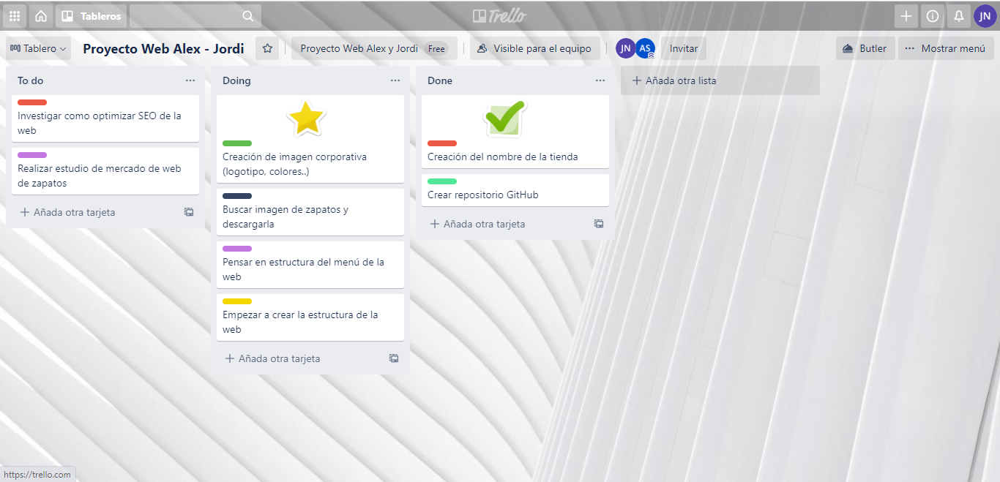 Tableros
Trello
JN
Tablero
Proyecto Web Alex - Jordi
Proyecto Web Alex y Jordi Free
Visible para el equipo
JN
AS
Invitar
Butler
Mostrar menú
To do
Investigar como optimizar SEO de la
web
Realizar estudio de mercado de web
de zapatos
Añada otra tarjeta
Doing
Creación de imagen corporativa
(logotipo, colores..)
Buscar imagen de zapatos y
descargarla
Pensar en estructura del menú de la
web
Empezar a crear la estructura de la
web
Añada otra tarjeta
Done
Creación del nombre de la tienda
Crear repositorio GitHub
Añada otra tarjeta
Añada otra lista
https://trello.com